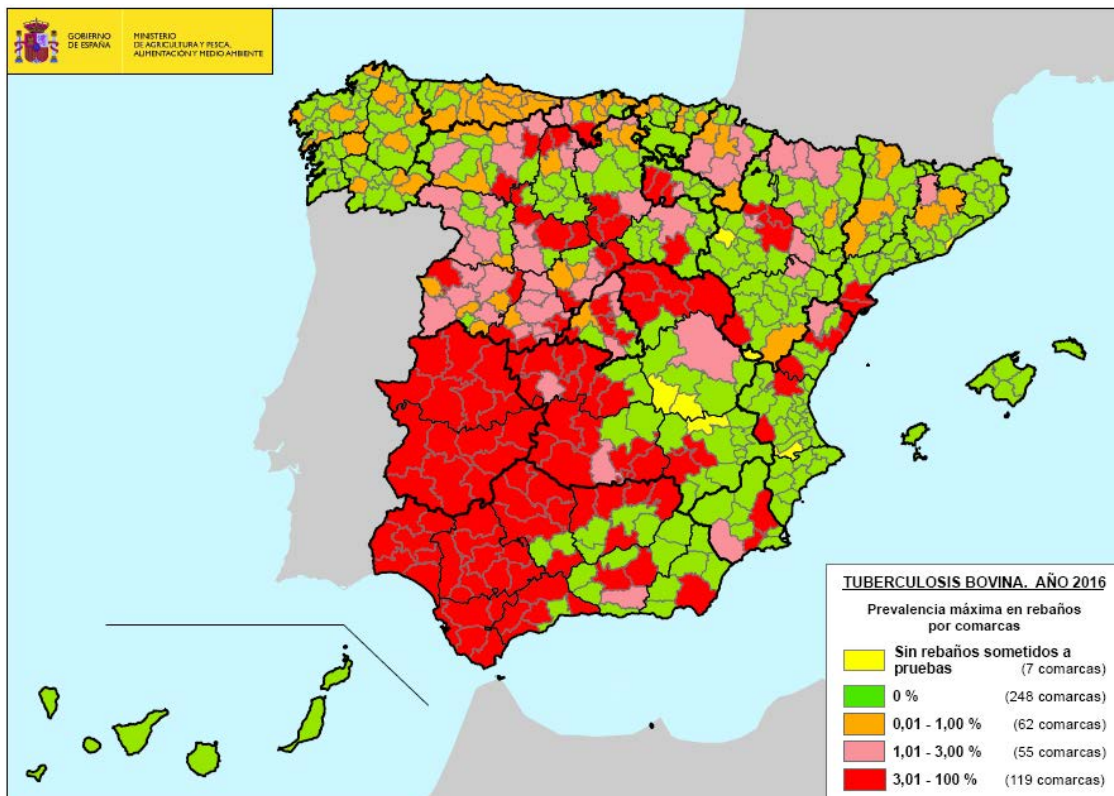 GOBIERNO
DE ESPAÑA
MINISTERIO
DE AGRICULTURA Y PESCA,
ALIMENTACIÓN Y MEDIO AMBIENTE
TUBERCULOSIS BOVINA. AÑO 2016
Prevalencia máxima en rebaños
por comarcas
Sin rebaños sometidos a
pruebas (7 comarcas)
0 % (248 comarcas)
0,01 - 1,00 % (62 comarcas)
1,01 - 3,00 % (55 comarcas)
3,01 - 100 % (119 comarcas)